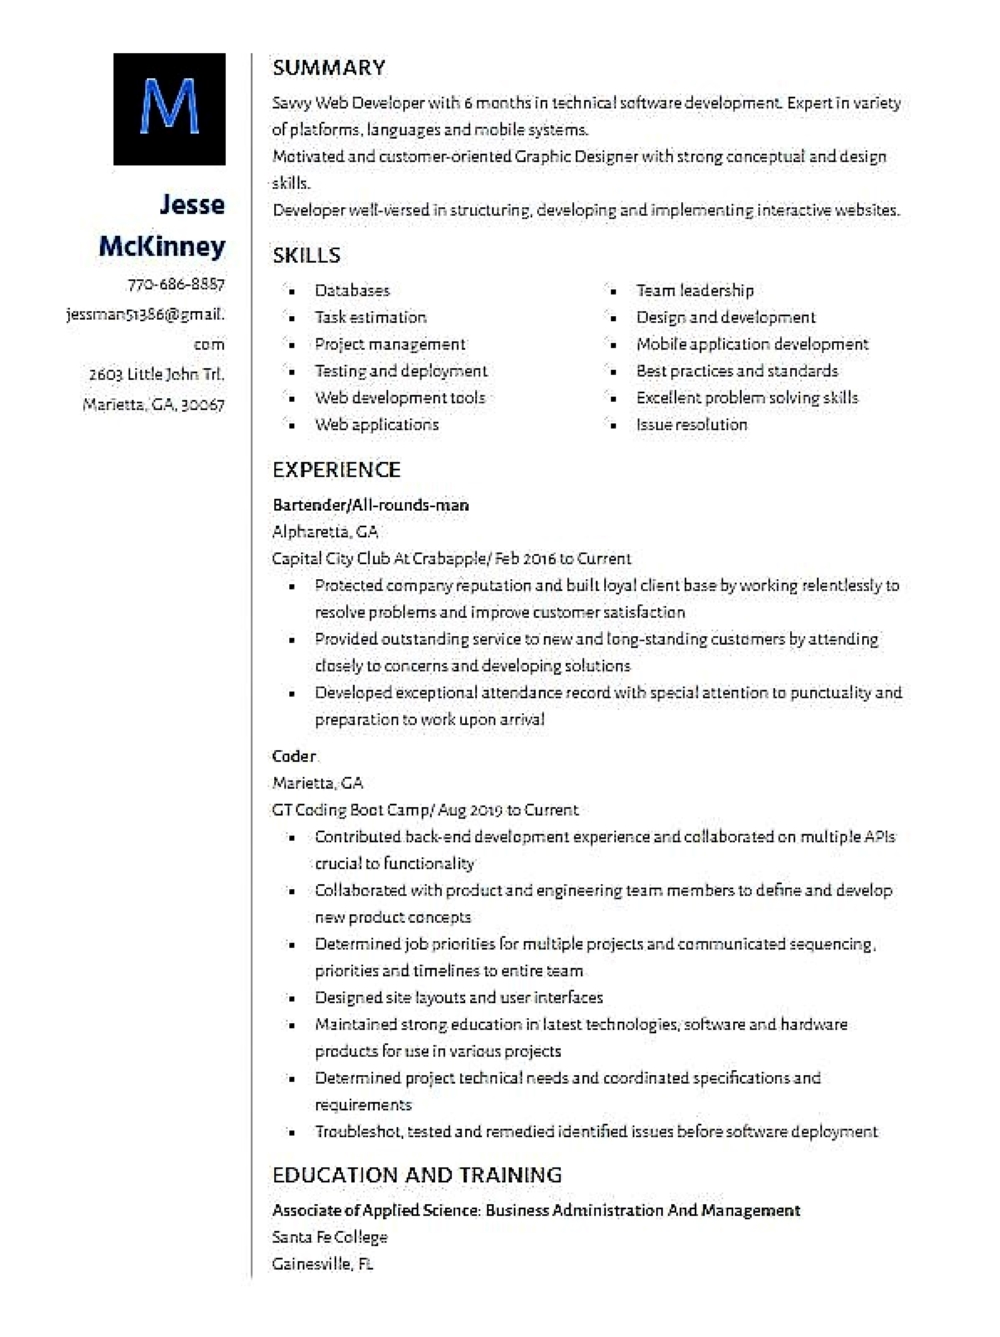 M
Jesse
McKinney
770-686-8887
jessman51386@gmail.
com
2603 Little John Trl.
Marietta, GA, 30067
SUMMARY
Savvy Web Developer with 6 months in technical software development. Expert in variety
of platforms, languages and mobile systems.
Motivated and customer-oriented Graphic Designer with strong conceptual and design
skills.
Developer well-versed in structuring, developing and implementing interactive websites.
SKILLS
Databases
Task estimation
Project management
Testing and deployment
Web development tools
Web applications
Team leadership
Design and development
Mobile application development
Best practices and standards
Excellent problem solving skills
Issue resolution
EXPERIENCE
Bartender/All-rounds-man
Alpharetta, GA
Capital City Club At Crabapple/ Feb 2016 to Current
Protected company reputation and built loyal client base by working relentlessly to
resolve problems and improve customer satisfaction
Provided outstanding service to new and long-standing customers by attending
closely to concerns and developing solutions
Developed exceptional attendance record with special attention to punctuality and
preparation to work upon arrival
Coder
Marietta, GA
GT Coding Boot Camp/ Aug 2019 to Current
Contributed back-end development experience and collaborated on multiple APIs
crucial to functionality
Collaborated with product and engineering team members to define and develop
new product concepts
Determined job priorities for multiple projects and communicated sequencing,
priorities and timelines to entire team
Designed site layouts and user interfaces
Maintained strong education in latest technologies, software and hardware
products for use in various projects
Determined project technical needs and coordinated specifications and
requirements
Troubleshot, tested and remedied identified issues before software deployment
EDUCATION AND TRAINING
Associate of Applied Science: Business Administration And Management
Santa Fe College
Gainesville, FL